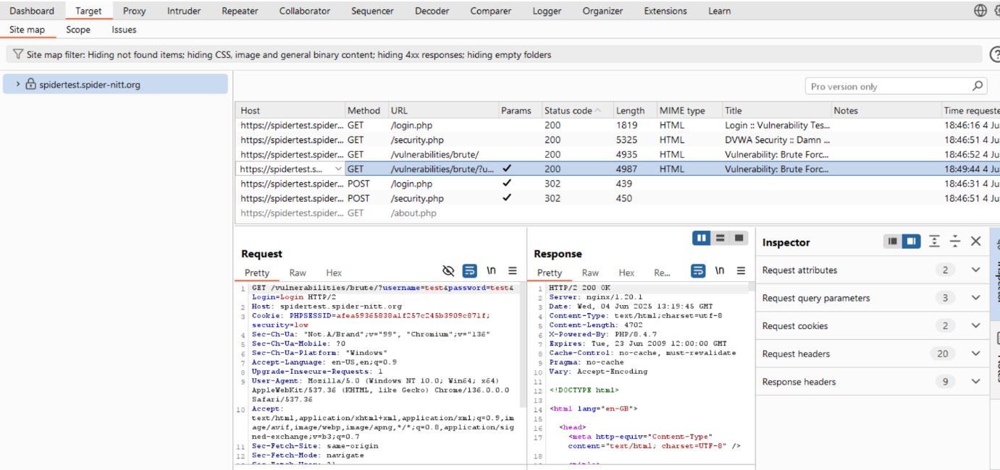 Dashboard Target Proxy Intruder Repeater Collaborator Sequencer Decoder Comparer Logger Organizer Extensions Learn
Site map Scope Issues
Site map filter: Hiding not found items; hiding CSS, image and general binary content; hiding 4xx responses; hiding empty folders
spidertest.spider-nitt.org
Pro version only
Host Method URL Params Status code Length MIME type Title Notes Time requeste
https://spidertest.spider... GET /login.php 200 1819 HTML Login :: Vulnerability Tes... 18:46:16 4 Ju
https://spidertest.spider... GET /security.php 200 5325 HTML DVWA Security :: Damn ... 18:46:51 4 Ju
https://spidertest.spider... GET /vulnerabilities/brute/ 200 4935 HTML Vulnerability: Brute Forc... 18:46:52 4 Ju
https://spidertest.s... GET /vulnerabilities/brute/?u... ✓ 200 4987 HTML Vulnerability: Brute Forc... 18:49:44 4 Ju
https://spidertest.spider... POST /login.php ✓ 302 439 18:46:31 4 Ju
https://spidertest.spider... POST /security.php ✓ 302 450 18:46:51 4 Ju
https://spidertest.spider... GET /about.php
Request
Pretty Raw Hex \n
1 GET /vulnerabilities/brute/?username=test&password=test&
Login=Login HTTP/2
2 Host: spidertest.spider-nitt.org
3 Cookie: PHPSESSID=afea59365838a1f257c245b3909c871f;
security=low
4 Sec-Ch-Ua: "Not.A/Brand";v="99", "Chromium";v="136"
5 Sec-Ch-Ua-Mobile: ?0
6 Sec-Ch-Ua-Platform: "Windows"
7 Accept-Language: en-US,en;q=0.9
8 Upgrade-Insecure-Requests: 1
9 User-Agent: Mozilla/5.0 (Windows NT 10.0; Win64; x64)
AppleWebKit/537.36 (KHTML, like Gecko) Chrome/136.0.0.0
Safari/537.36
10 Accept:
text/html,application/xhtml+xml,application/xml;q=0.9,im
age/avif,image/webp,image/apng,*/*;q=0.8,application/sig
ned-exchange;v=b3;q=0.7
11 Sec-Fetch-Site: same-origin
12 Sec-Fetch-Mode: navigate
Response
Pretty Raw Hex Re... \n
1 HTTP/2 200 OK
2 Server: nginx/1.20.1
3 Date: Wed, 04 Jun 2025 13:19:45 GMT
4 Content-Type: text/html;charset=utf-8
5 Content-Length: 4702
6 X-Powered-By: PHP/8.4.7
7 Expires: Tue, 23 Jun 2009 12:00:00 GMT
8 Cache-Control: no-cache, must-revalidate
9 Pragma: no-cache
10 Vary: Accept-Encoding
11
12 <!DOCTYPE html>
13
14 <html lang="en-GB">
15
16 <head>
17 <meta http-equiv="Content-Type"
content="text/html; charset=UTF-8" />
18
Inspector
Request attributes 2
Request query parameters 3
Request cookies 2
Request headers 20
Response headers 9